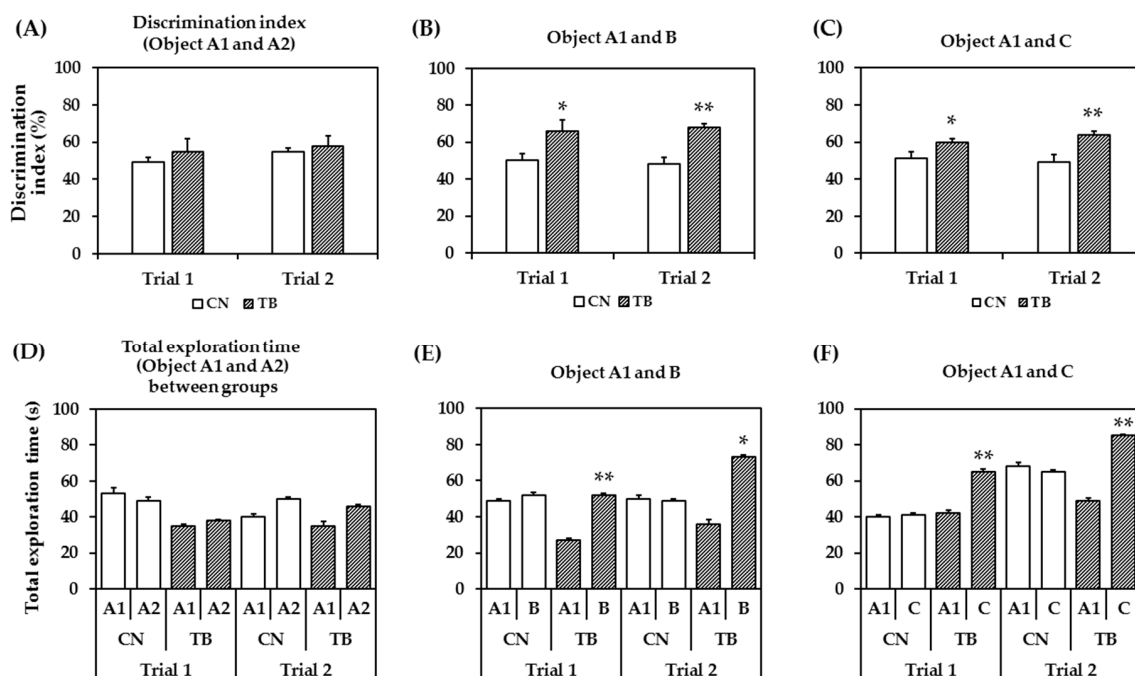 (A)
Discrimination index
(Object A1 and A2)
Discrimination
index (%)
100
80
60
40
20
0
Trial 1 Trial 2
CN TB
(B)
Object A1 and B
100
80
60
40
20
0
* **
Trial 1 Trial 2
CN TB
(C)
Object A1 and C
100
80
60
40
20
0
* **
Trial 1 Trial 2
CN TB
(D)
Total exploration time
(Object A1 and A2)
between groups
Total exploration time (s)
100
80
60
40
20
0
A1 A2 A1 A2 A1 A2 A1 A2
CN TB CN TB
Trial 1 Trial 2
(E)
Object A1 and B
100
80
60
40
20
0
** *
A1 B A1 B A1 B A1 B
CN TB CN TB
Trial 1 Trial 2
(F)
Object A1 and C
100
80
60
40
20
0
** **
A1 C A1 C A1 C A1 C
CN TB CN TB
Trial 1 Trial 2